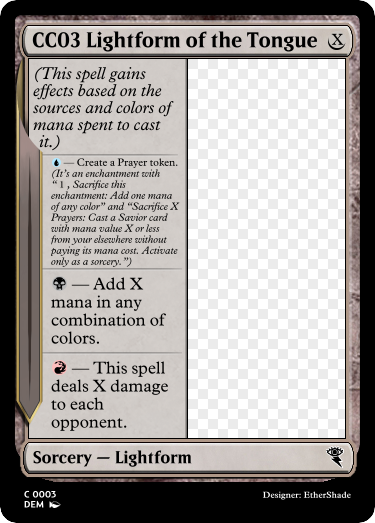 CC03 Lightform of the Tongue X
(This spell gains
effects based on the
sources and colors of
mana spent to cast
it.)
— Create a Prayer token.
(It's an enchantment with
"1, Sacrifice this
enchantment: Add one mana
of any color" and "Sacrifice X
Prayers: Cast a Savior card
with mana value X or less
from your elsewhere without
paying its mana cost. Activate
only as a sorcery.")
— Add X
mana in any
combination of
colors.
— This spell
deals X damage
to each
opponent.
Sorcery — Lightform
C 0003
DEM
Designer: EtherShade